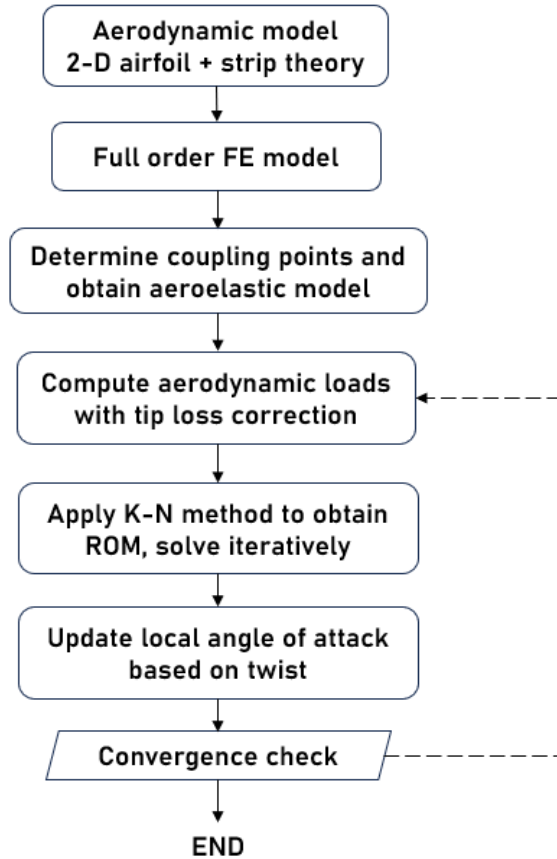 Aerodynamic model
2-D airfoil + strip theory
Full order FE model
Determine coupling points and
obtain aeroelastic model
Compute aerodynamic loads
with tip loss correction
Apply K-N method to obtain
ROM, solve iteratively
Update local angle of attack
based on twist
Convergence check
END